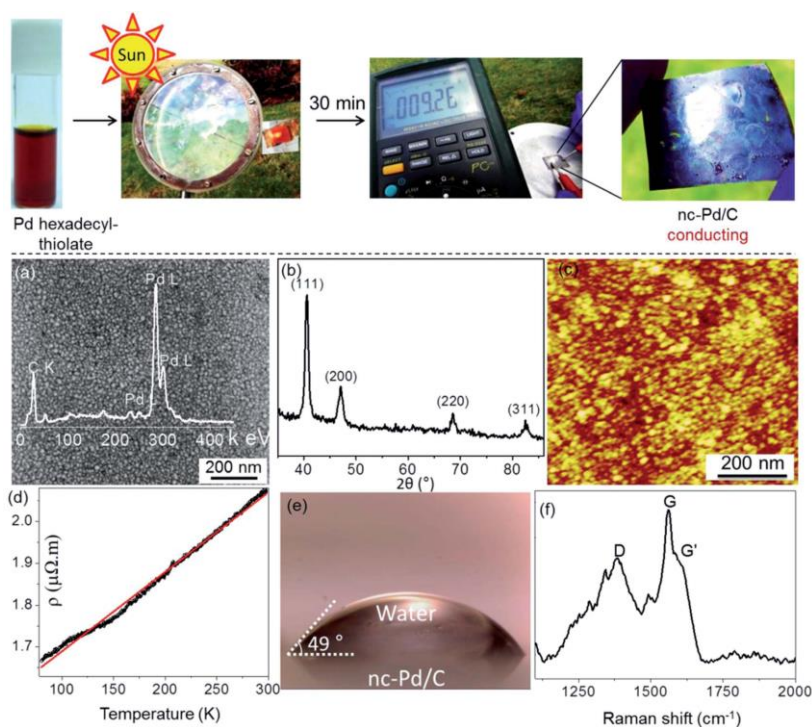 Sun
30 min
Pd hexadecyl-
thiolate
nc-Pd/C
conducting
(a)
Pd L
C K
Pd L
Pd
0 100 200 300 400 k eV
200 nm
(b)
(111)
(200)
(220)
(311)
40 50 60 70 80
2θ (°)
(c)
200 nm
(d)
2.0
1.9
1.8
1.7
ρ (μΩ.m)
100 150 200 250 300
Temperature (K)
(e)
Water
49 °
nc-Pd/C
(f)
D
G
G'
1250 1500 1750 2000
Raman shift (cm-1)